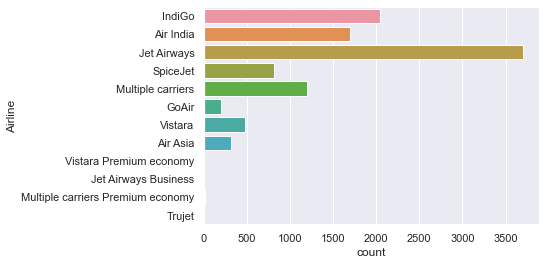 IndiGo
Air India
Jet Airways
SpiceJet
Multiple carriers
GoAir
Vistara
Air Asia
Vistara Premium economy
Jet Airways Business
Multiple carriers Premium economy
Trujet
Airline
0 500 1000 1500 2000 2500 3000 3500
count